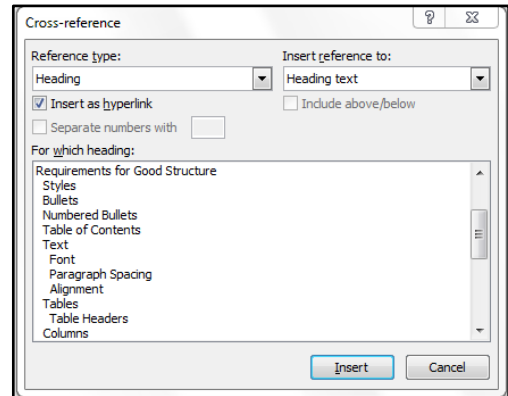 Cross-reference
Reference type:
Insert reference to:
Heading
Heading text
Insert as hyperlink
Include above/below
Separate numbers with
For which heading:
Requirements for Good Structure
Styles
Bullets
Numbered Bullets
Table of Contents
Text
Font
Paragraph Spacing
Alignment
Tables
Table Headers
Columns
Insert
Cancel